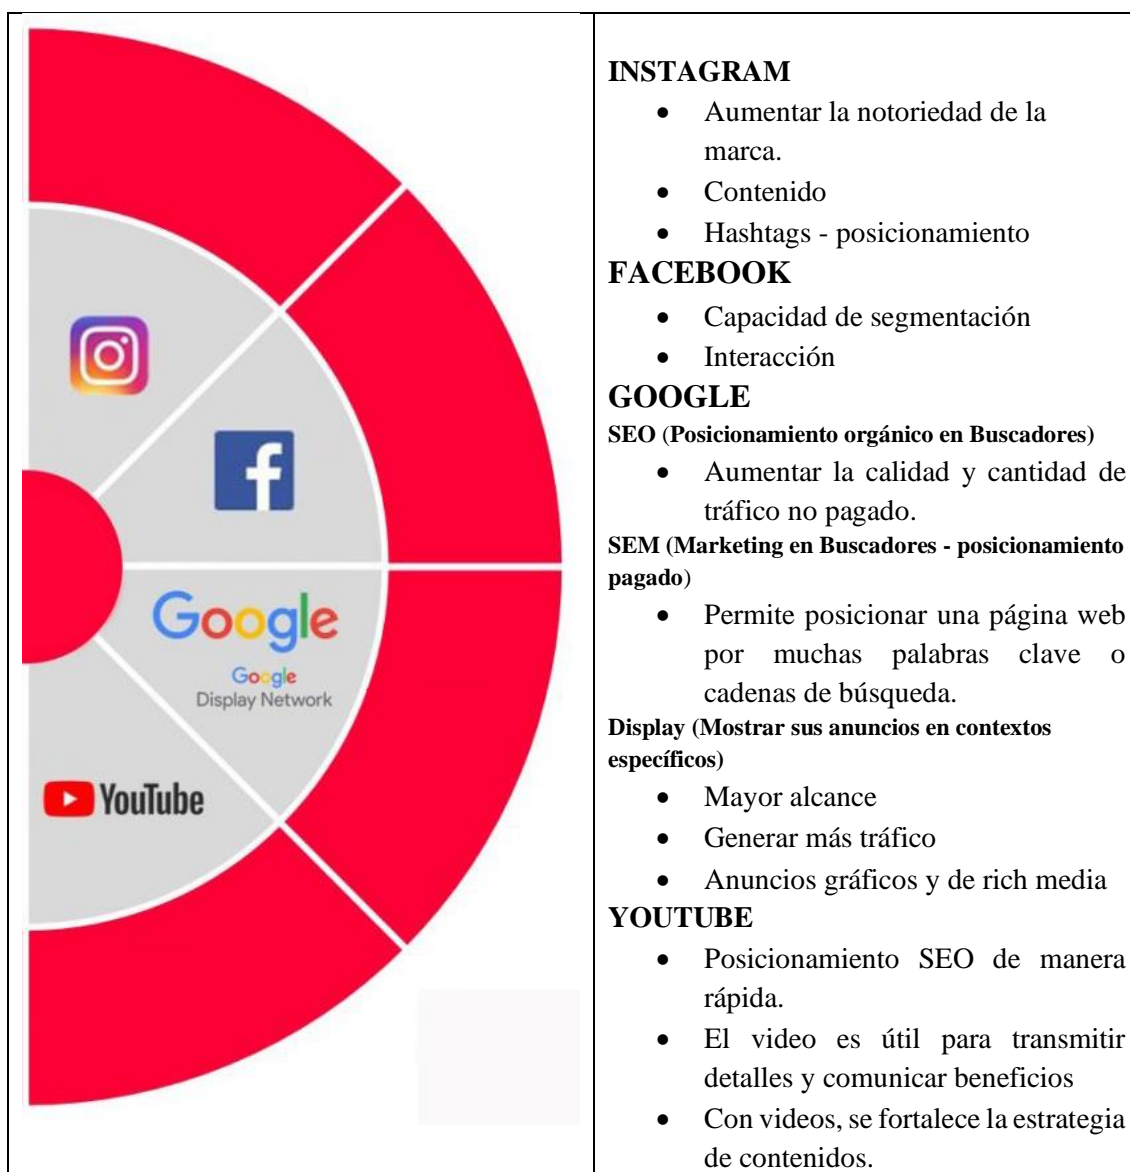 Google
Google
Display Network
YouTube
INSTAGRAM
• Aumentar la notoriedad de la
marca.
• Contenido
• Hashtags - posicionamiento
FACEBOOK
• Capacidad de segmentación
• Interacción
GOOGLE
SEO (Posicionamiento orgánico en Buscadores)
• Aumentar la calidad y cantidad de
tráfico no pagado.
SEM (Marketing en Buscadores - posicionamiento
pagado)
• Permite posicionar una página web
por muchas palabras clave o
cadenas de búsqueda.
Display (Mostrar sus anuncios en contextos
específicos)
• Mayor alcance
• Generar más tráfico
• Anuncios gráficos y de rich media
YOUTUBE
• Posicionamiento SEO de manera
rápida.
• El video es útil para transmitir
detalles y comunicar beneficios
• Con videos, se fortalece la estrategia
de contenidos.